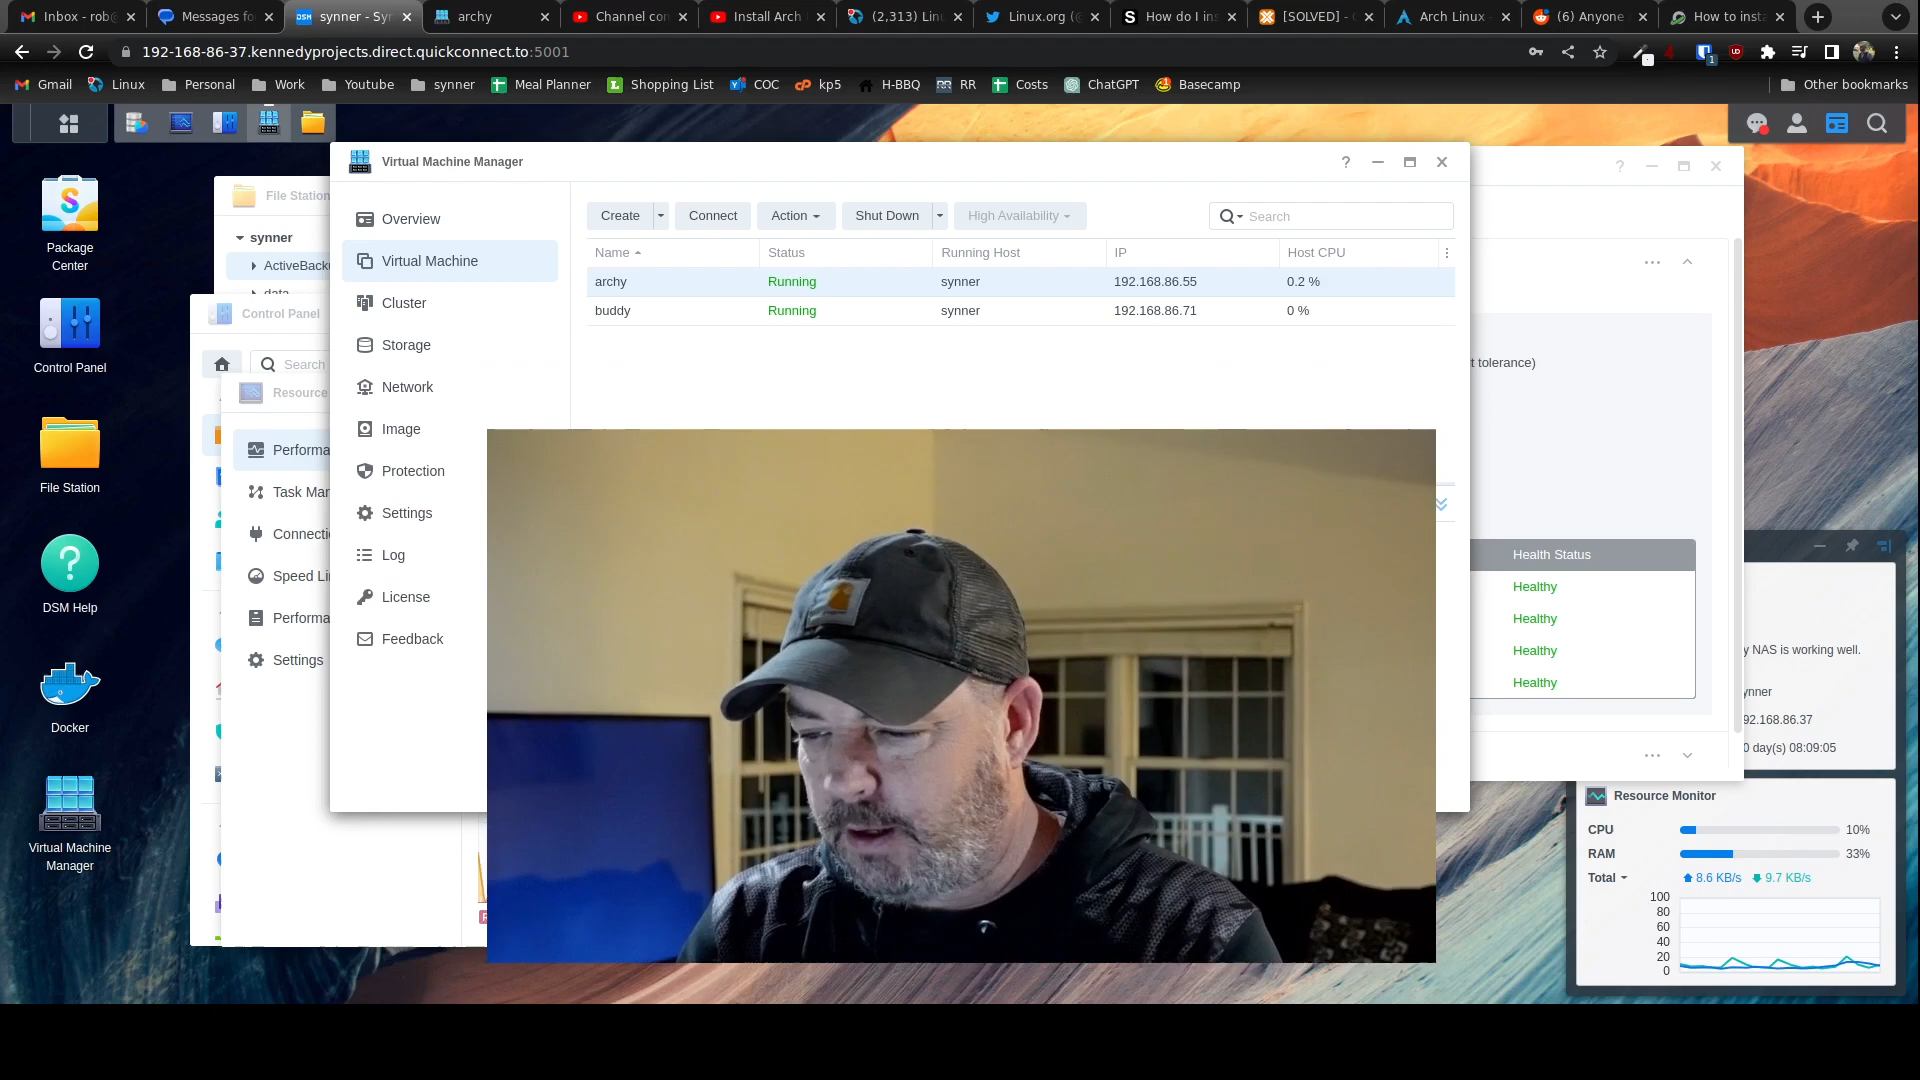 Inbox - rob@
Messages fo
DSM
synner - Syn
archy
Channel con
Install Arch
(2,313) Linu
Linux.org (@
How do I ins
[SOLVED] -
Arch Linux
(6) Anyone
How to insta
192-168-86-37.kennedyprojects.direct.quickconnect.to:5001
Gmail
Linux
Personal
Work
Youtube
synner
Meal Planner
Shopping List
COC
kp5
H-BBQ
RR
Costs
ChatGPT
Basecamp
Other bookmarks
Package
Center
Control Panel
File Station
DSM Help
Docker
Virtual Machine
Manager
File Station
synner
ActiveBack
data
Control Panel
Search
Resource
Performa
Task Man
Connecti
Speed Li
Performa
Settings
Virtual Machine Manager
Overview
Virtual Machine
Cluster
Storage
Network
Image
Protection
Settings
Log
License
Feedback
Create
Connect
Action
Shut Down
High Availability
Search
Name Status Running Host IP Host CPU
archy Running synner 192.168.86.55 0.2 %
buddy Running synner 192.168.86.71 0 %
t tolerance)
Health Status
Healthy
Healthy
Healthy
Healthy
y NAS is working well.
ynner
92.168.86.37
0 day(s) 08:09:05
Resource Monitor
CPU 10%
RAM 33%
Total 8.6 KB/s 9.7 KB/s
100
80
60
40
20
0